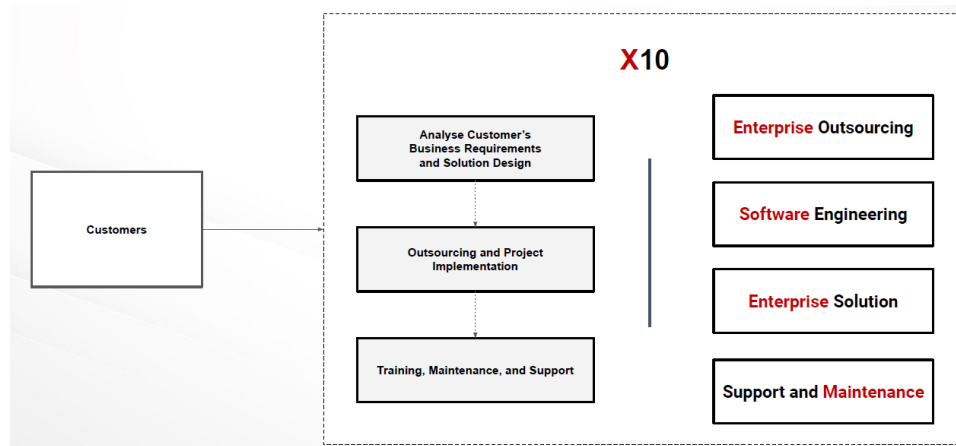 X10
Customers
Analyse Customer's
Business Requirements
and Solution Design
Outsourcing and Project
Implementation
Training, Maintenance, and Support
Enterprise Outsourcing
Software Engineering
Enterprise Solution
Support and Maintenance